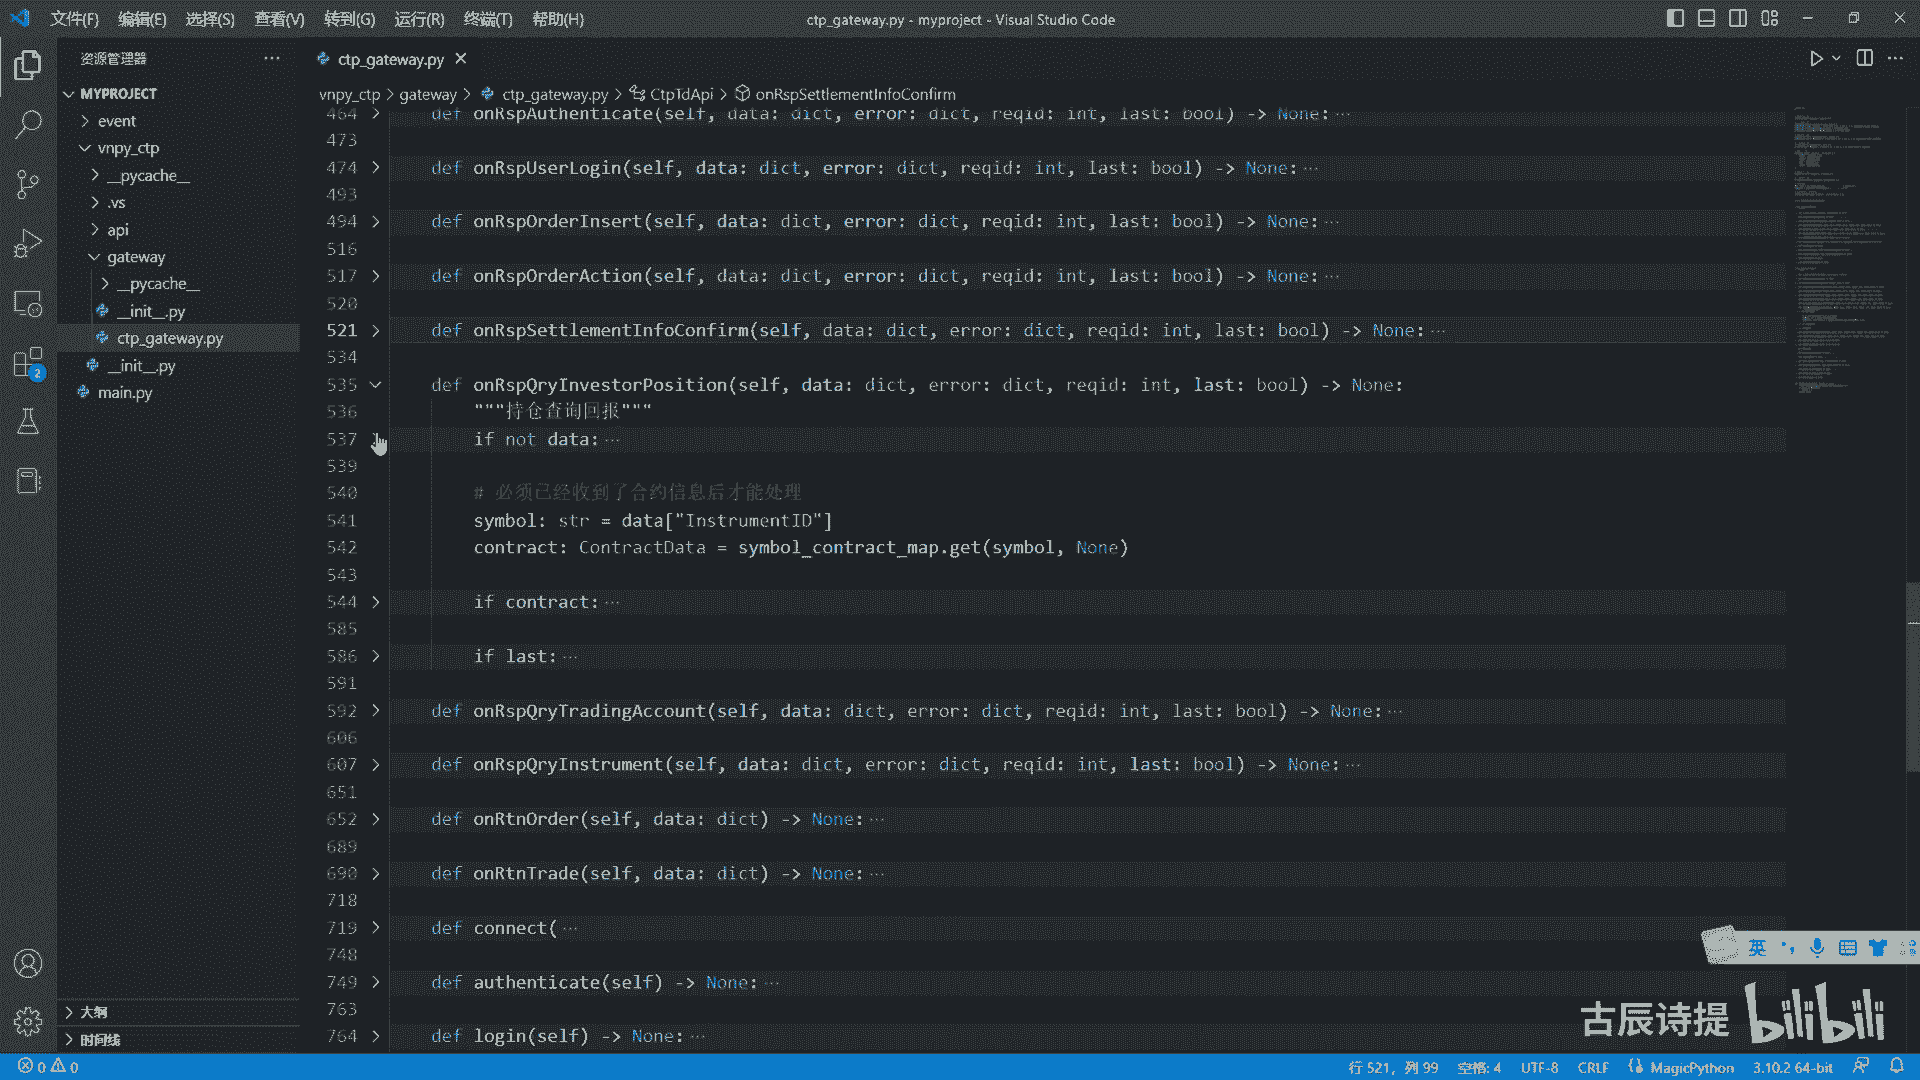 文件(F) 编辑(E) 选择(S) 查看(V) 转到(G) 运行(R) 终端(T) 帮助(H)
ctp_gateway.py - myproject - Visual Studio Code
资源管理器
MYPROJECT
event
vnpy_ctp
__pycache__
.vs
api
gateway
__pycache__
__init__.py
ctp_gateway.py
__init__.py
main.py
大纲
时间线
2
ctp_gateway.py
vnpy_ctp > gateway > ctp_gateway.py > CtpTdApi > onRspSettlementInfoConfirm
464 def onRspAuthenticate(self, data: dict, error: dict, reqid: int, last: bool) -> None:···
473
474 def onRspUserLogin(self, data: dict, error: dict, reqid: int, last: bool) -> None:···
493
494 def onRspOrderInsert(self, data: dict, error: dict, reqid: int, last: bool) -> None:···
516
517 def onRspOrderAction(self, data: dict, error: dict, reqid: int, last: bool) -> None:···
520
521 def onRspSettlementInfoConfirm(self, data: dict, error: dict, reqid: int, last: bool) -> None:···
534
535 def onRspQryInvestorPosition(self, data: dict, error: dict, reqid: int, last: bool) -> None:
536 """持仓查询回报"""
537 if not data:···
539
540 # 必须已经收到了合约信息后才能处理
541 symbol: str = data["InstrumentID"]
542 contract: ContractData = symbol_contract_map.get(symbol, None)
543
544 if contract:···
585
586 if last:···
591
592 def onRspQryTradingAccount(self, data: dict, error: dict, reqid: int, last: bool) -> None:···
606
607 def onRspQryInstrument(self, data: dict, error: dict, reqid: int, last: bool) -> None:···
651
652 def onRtnOrder(self, data: dict) -> None:···
689
690 def onRtnTrade(self, data: dict) -> None:···
718
719 def connect(···
748
749 def authenticate(self) -> None:···
763
764 def login(self) -> None:···
英
古辰诗提 bilibili
0 0
行 521，列 99 空格: 4 UTF-8 CRLF MagicPython 3.10.2 64-bit